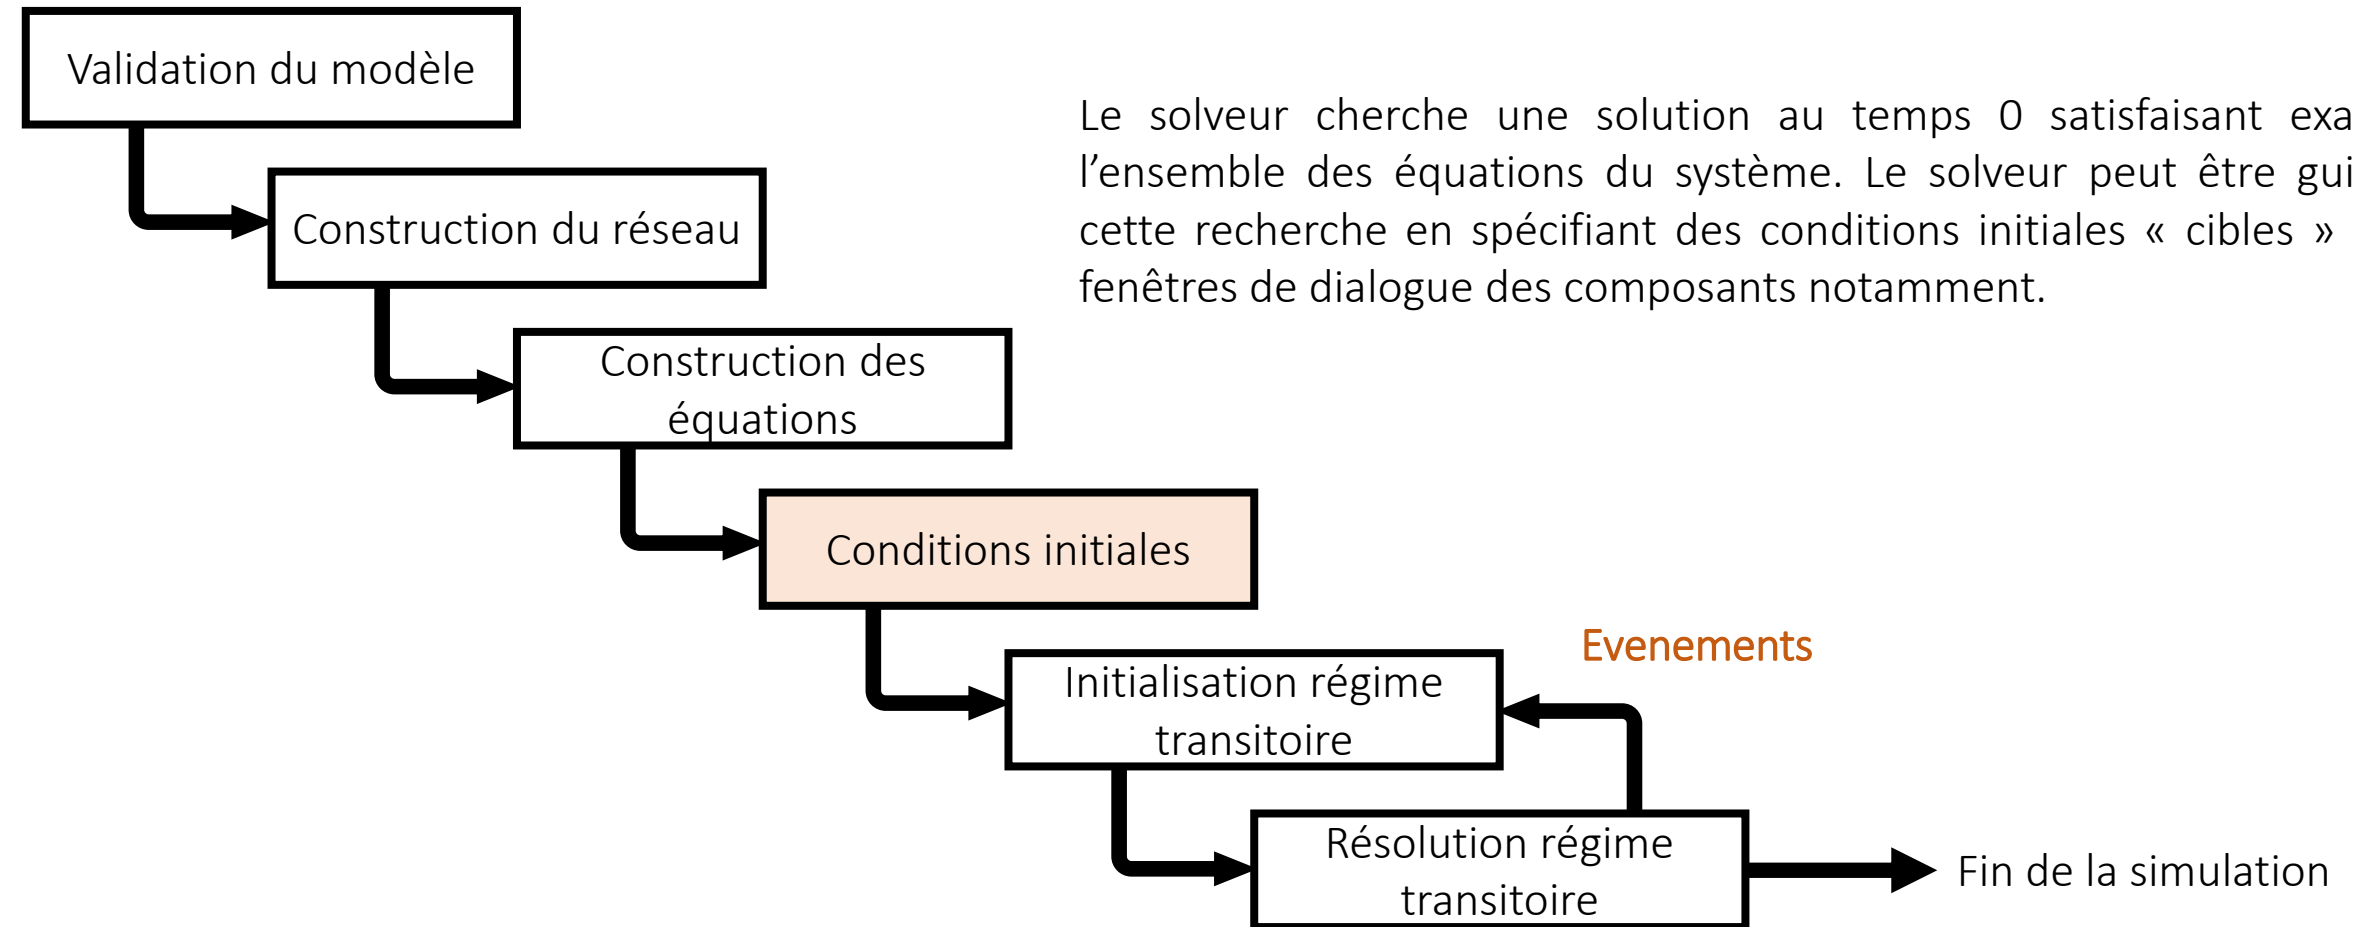 Validation du modèle
Le solveur cherche une solution au temps 0 satisfaisant exa
l’ensemble des équations du système. Le solveur peut être gui
cette recherche en spécifiant des conditions initiales « cibles »
fenêtres de dialogue des composants notamment.
Construction du réseau
Construction des
équations
Conditions initiales
Evenements
Initialisation régime
transitoire
Résolution régime
transitoire
Fin de la simulation